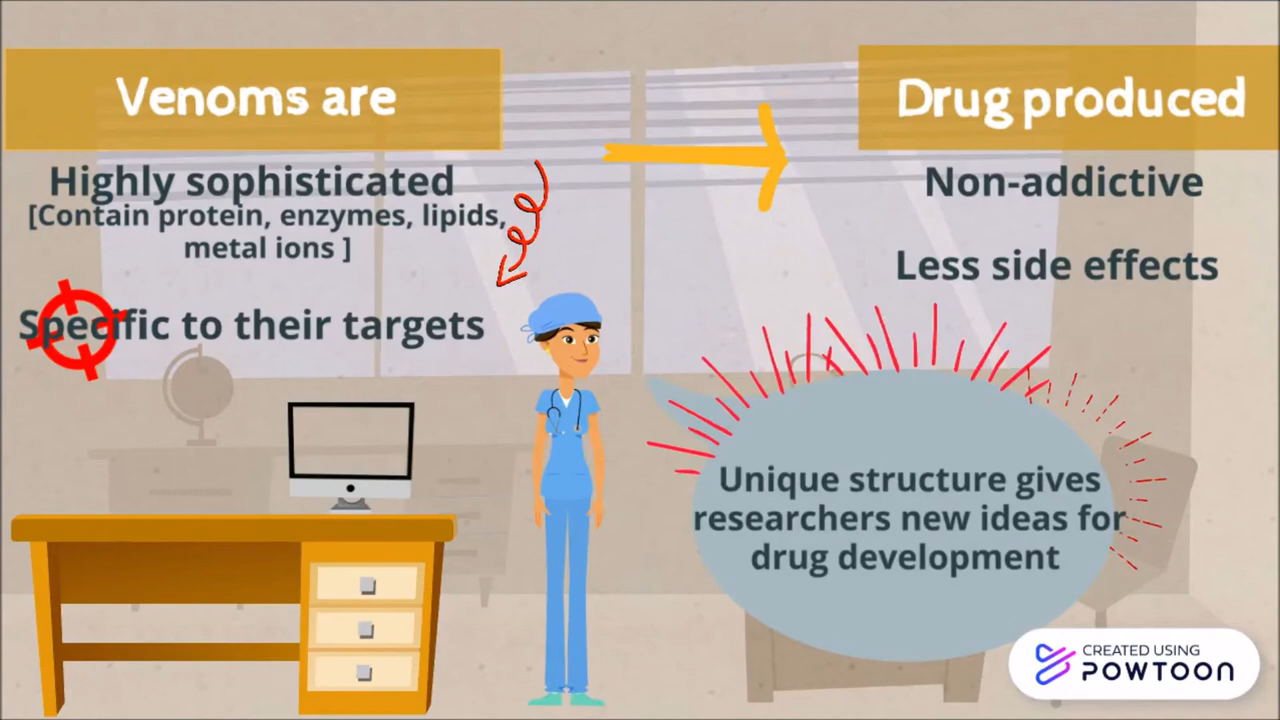 Venoms are
Highly sophisticated
[Contain protein, enzymes, lipids,
metal ions ]
Specific to their targets
Drug produced
Non-addictive
Less side effects
Unique structure gives
researchers new ideas for
drug development
CREATED USING
POWTOON